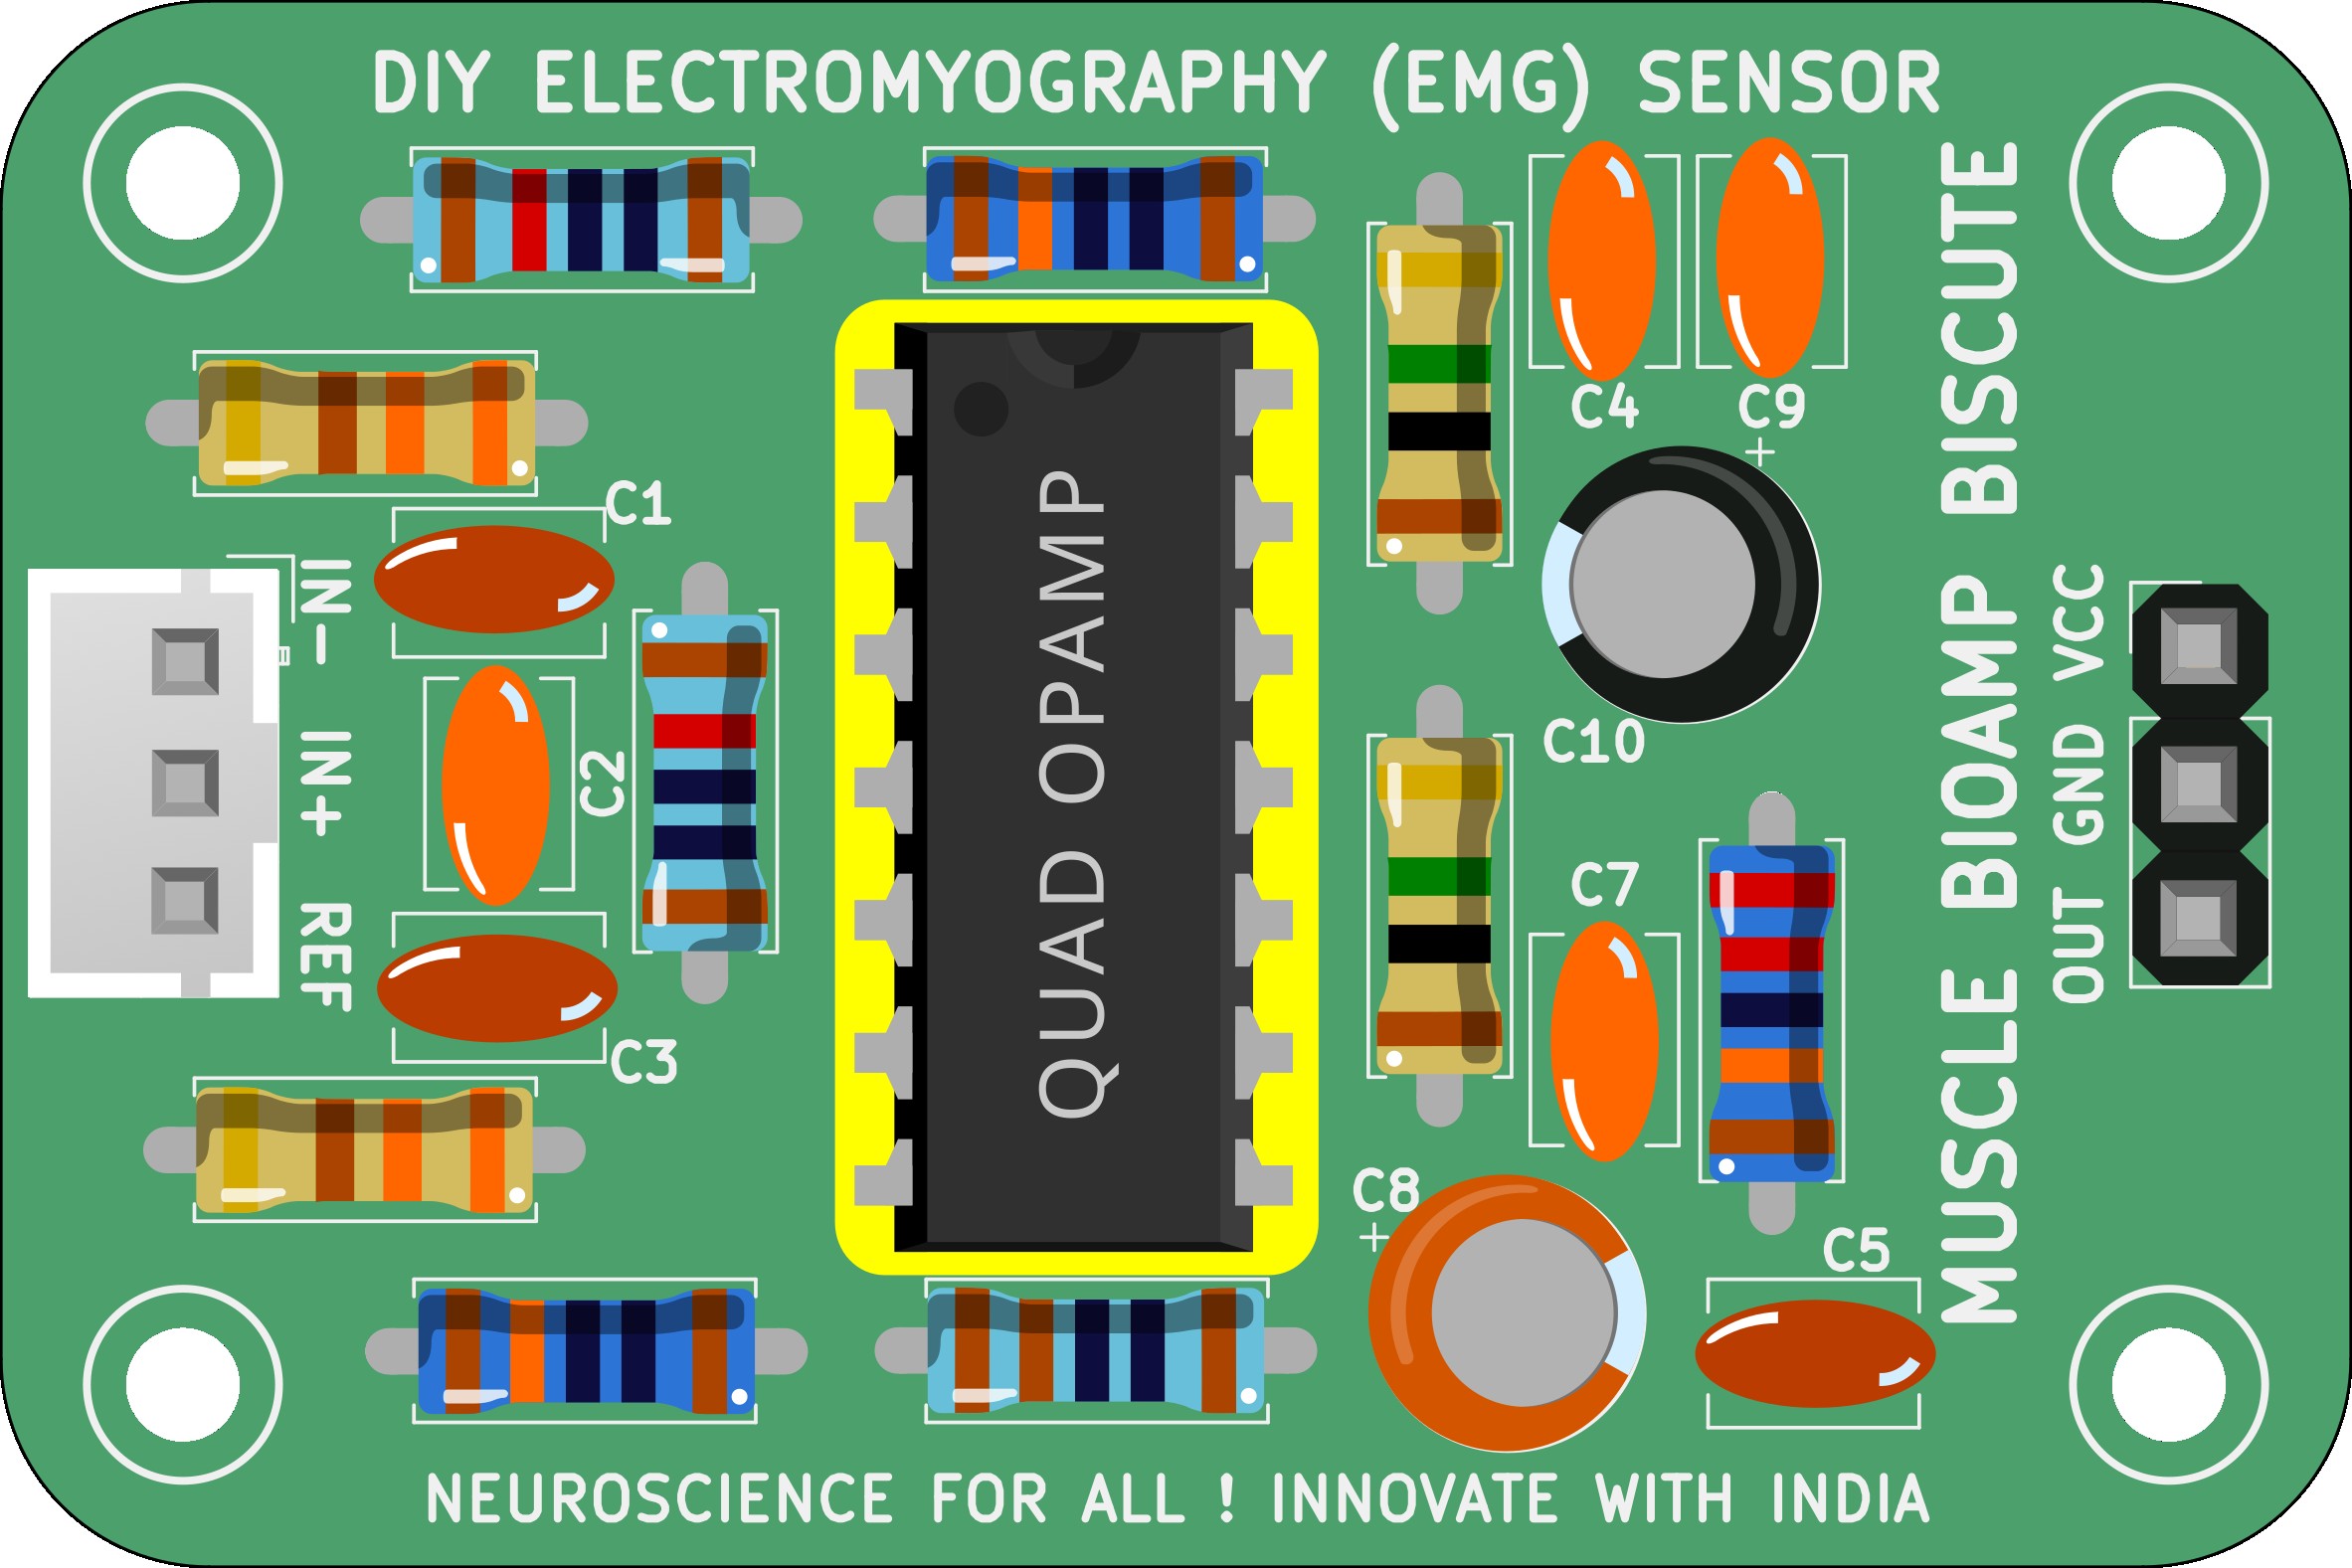 DIY ELECTROMYOGRAPHY (EMG) SENSOR
C4
C9
+
C1
IN -
IN +
REF
C2
C3
QUAD OPAMP
C10
C7
C8
+
C5
MUSCLE BIOAMP BISCUTE
OUT GND VCC
NEUROSCIENCE FOR ALL ! INNOVATE WITH INDIA